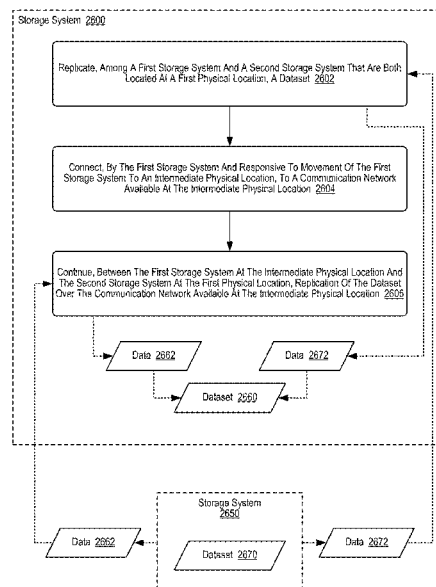 Storage System 2600
Replicate, Among A First Storage System And A Second Storage System That Are Both
Located At A First Physical Location, A Dataset 2602
Connect, By The First Storage System And Responsive To Movement Of The First
Storage System To An Intermediate Physical Location, To A Communication Network
Available At The Intermediate Physical Location 2604
Continue, Between The First Storage System At The Intermediate Physical Location And
The Second Storage System At The First Physical Location, Replication Of The Dataset
Over The Communication Network Available At The Intermediate Physical Location 2605
Data 2662
Data 2672
Dataset 2660
Storage System
2650
Data 2662
Data 2672
Dataset 2670